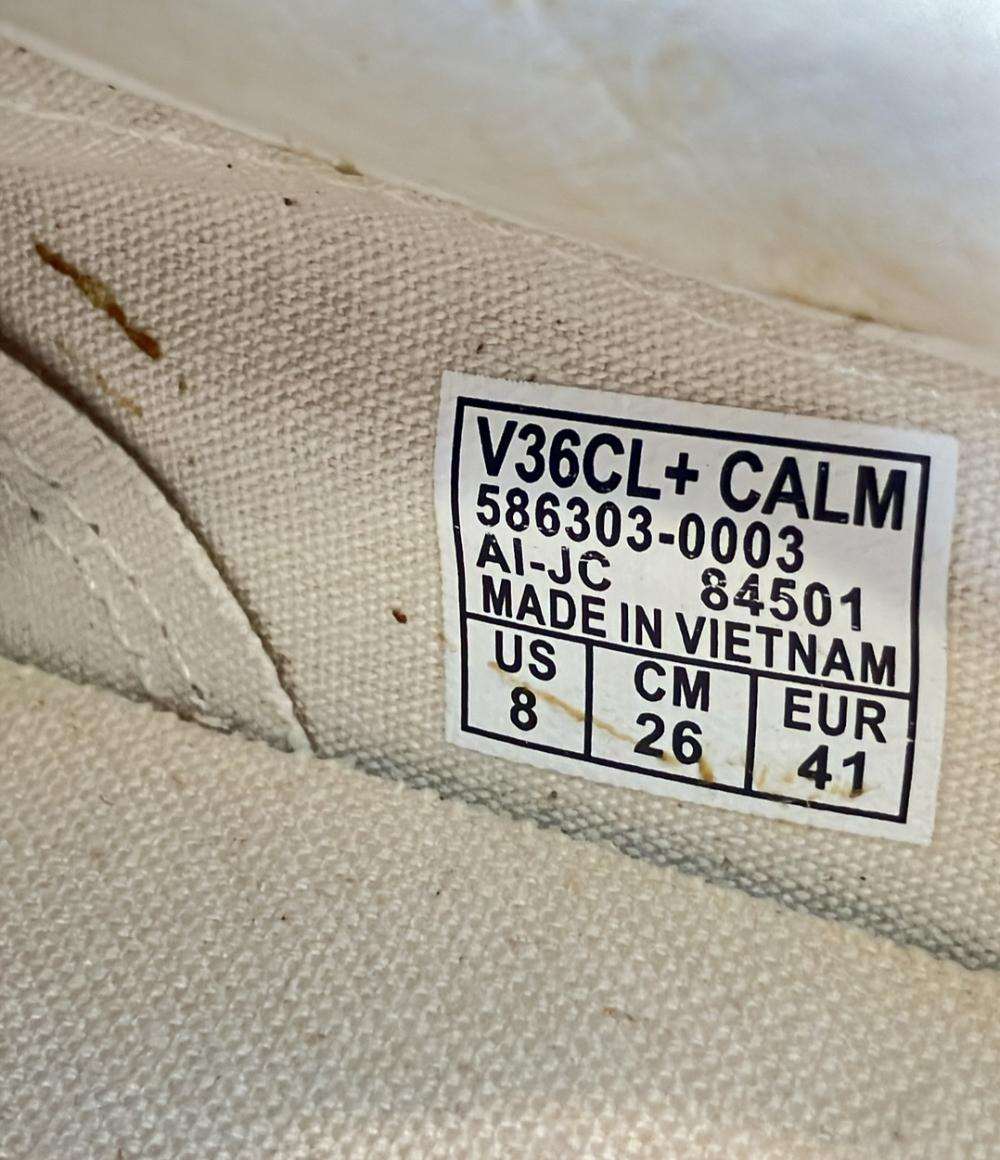 V36CL+ CALM
586303-0003
AI-JC 84501
MADE IN VIETNAM
US CM EUR
8 26 41